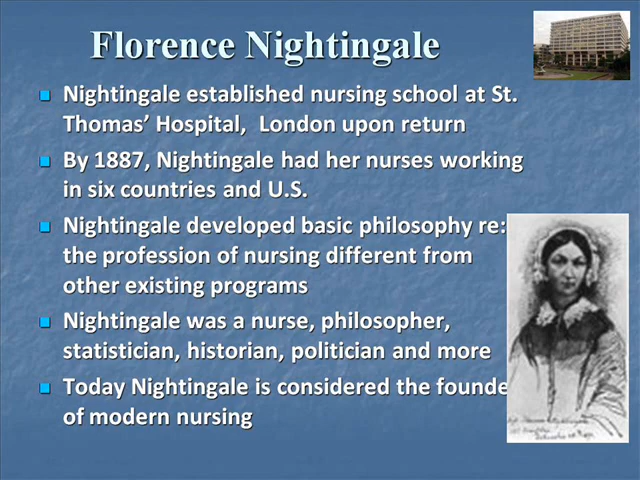 Florence Nightingale
Nightingale established nursing school at St.
Thomas’ Hospital,  London upon return
By 1887, Nightingale had her nurses working
in six countries and U.S.
Nightingale developed basic philosophy re:
the profession of nursing different from
other existing programs
Nightingale was a nurse, philosopher,
statistician, historian, politician and more
Today Nightingale is considered the founde
of modern nursing